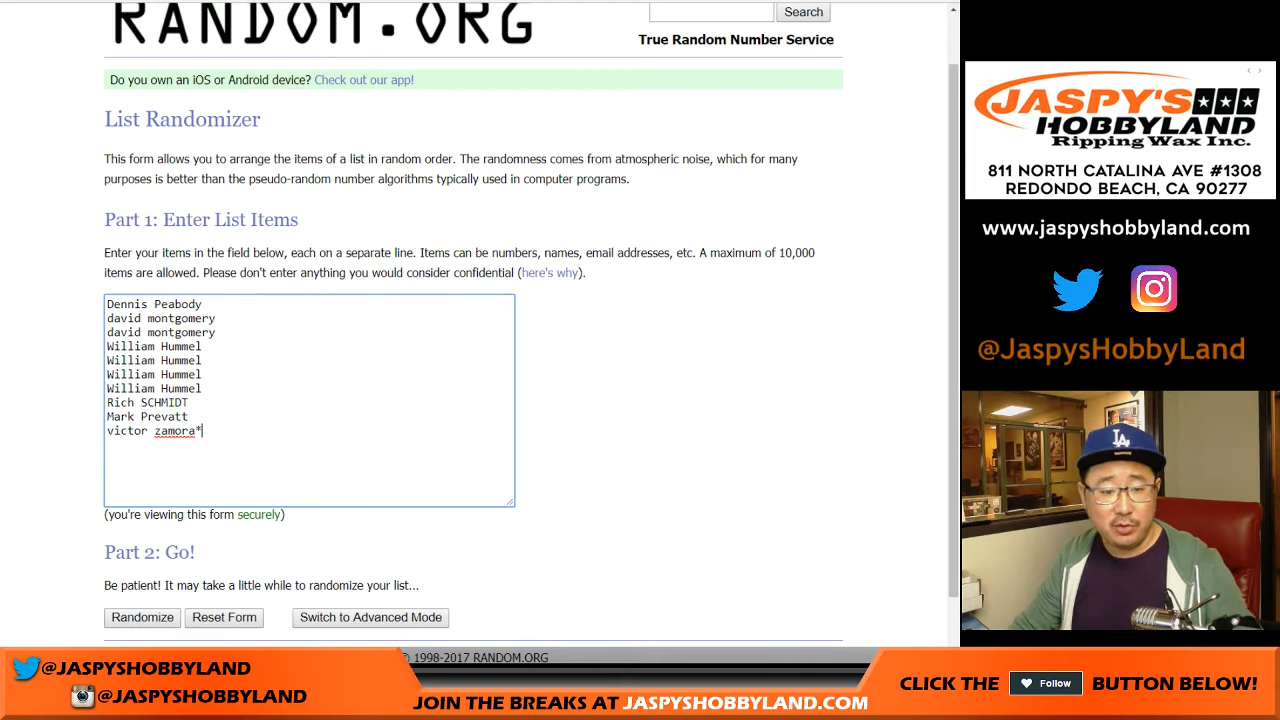 RANDOM.ORG
Search
True Random Number Service
Do you own an iOS or Android device? Check out our app!
List Randomizer
This form allows you to arrange the items of a list in random order. The randomness comes from atmospheric noise, which for many
purposes is better than the pseudo-random number algorithms typically used in computer programs.
Part 1: Enter List Items
Enter your items in the field below, each on a separate line. Items can be numbers, names, email addresses, etc. A maximum of 10,000
items are allowed. Please don't enter anything you would consider confidential (here's why).
Dennis Peabody
david montgomery
david montgomery
William Hummel
William Hummel
William Hummel
William Hummel
Rich SCHMIDT
Mark Prevatt
victor zamora*
(you're viewing this form securely)
Part 2: Go!
Be patient! It may take a little while to randomize your list...
Randomize
Reset Form
Switch to Advanced Mode
© 1998-2017 RANDOM.ORG
JASPY'S
HOBBYLAND
Ripping Wax Inc.
811 NORTH CATALINA AVE #1308
REDONDO BEACH, CA 90277
www.jaspyshobbyland.com
@JaspysHobbyLand
LA
@JASPYSHOBBYLAND
@JASPYSHOBBYLAND
JOIN THE BREAKS AT JASPYSHOBBYLAND.COM
CLICK THE Follow BUTTON BELOW!